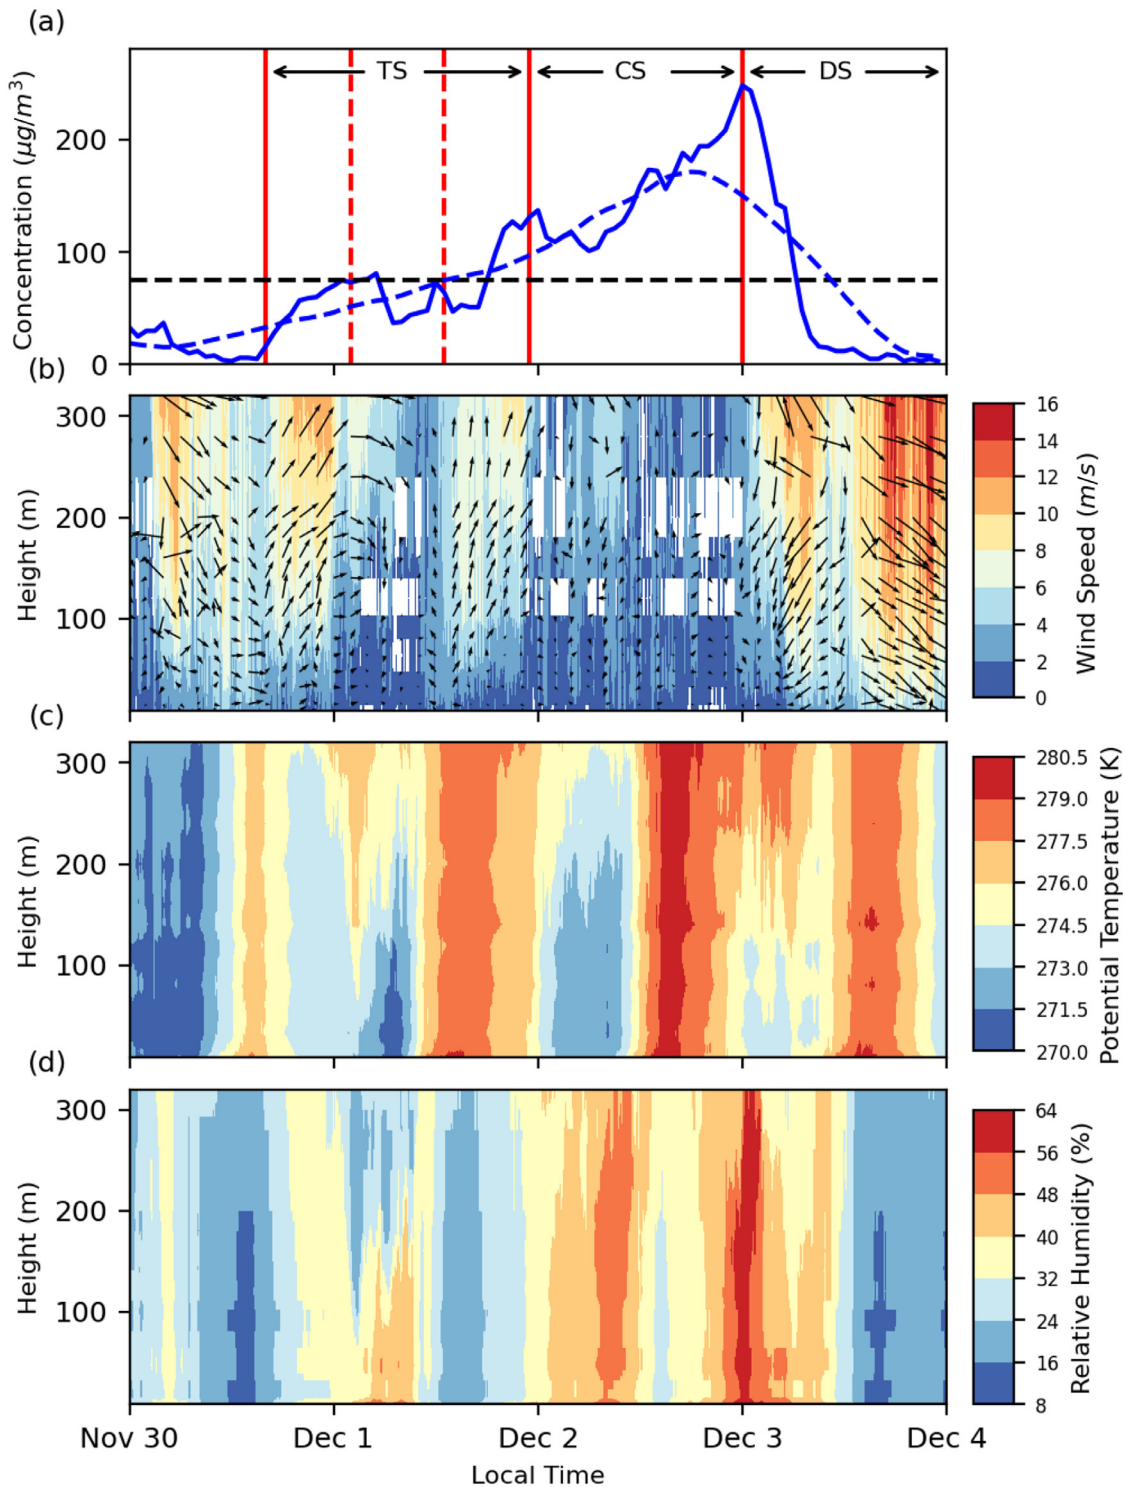 (a)
TS
CS
DS
200
100
0
Concentration (μg/m³)
(b)
300
200
100
Height (m)
16
14
12
10
8
6
4
2
0
Wind Speed (m/s)
(c)
300
200
100
Height (m)
280.5
279.0
277.5
276.0
274.5
273.0
271.5
270.0
Potential Temperature (K)
(d)
300
200
100
Height (m)
64
56
48
40
32
24
16
8
Relative Humidity (%)
Nov 30
Dec 1
Dec 2
Dec 3
Dec 4
Local Time